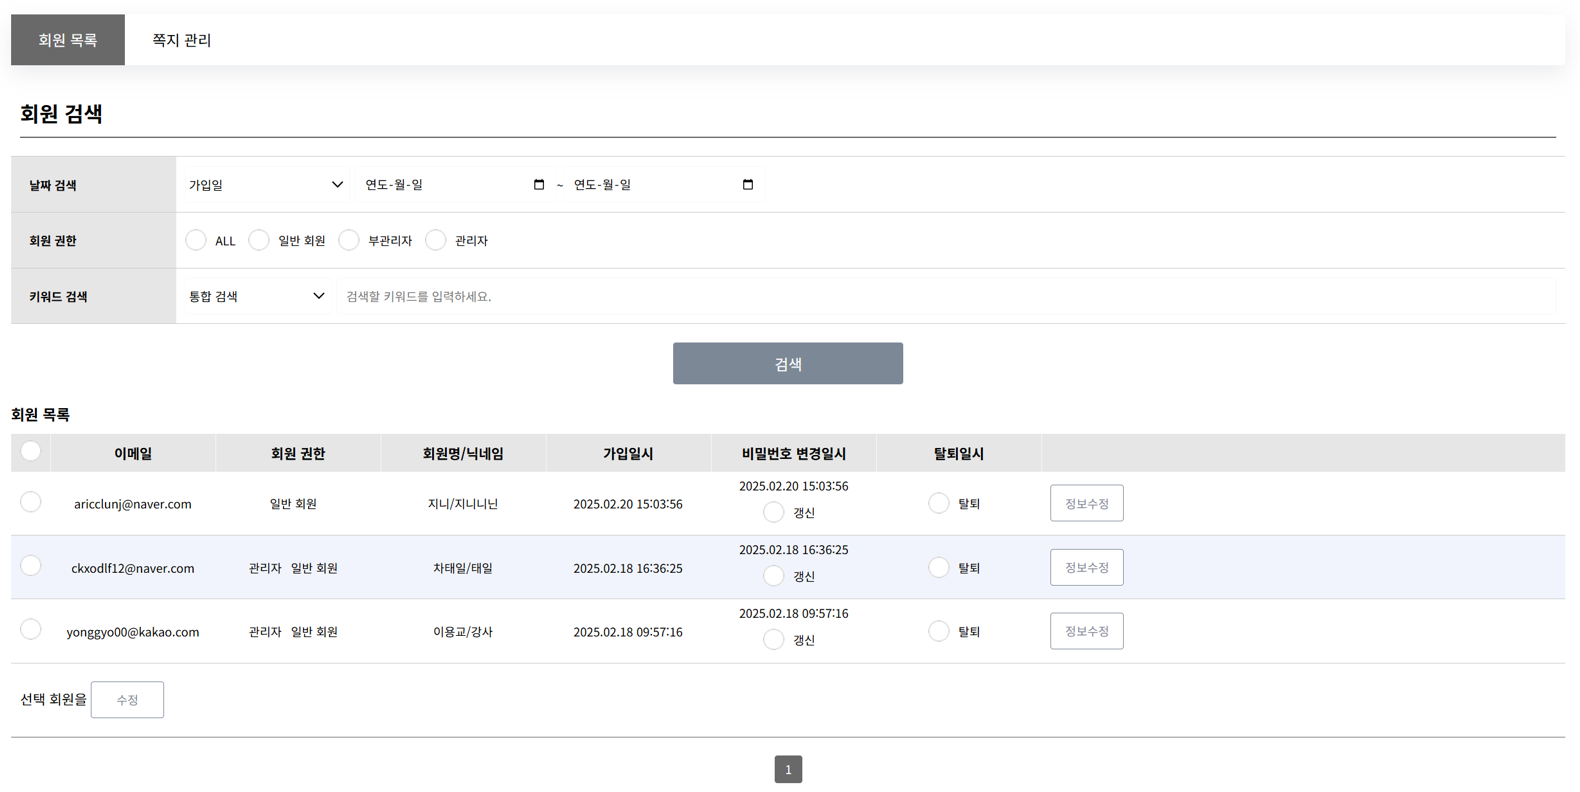 회원 목록 쪽지 관리
회원 검색
날짜 검색 가입일 연도-월-일 ~ 연도-월-일
회원 권한 ALL 일반 회원 부관리자 관리자
키워드 검색 통합 검색 검색할 키워드를 입력하세요.
검색
회원 목록
이메일 회원 권한 회원명/닉네임 가입일시 비밀번호 변경일시 탈퇴일시
aricclunj@naver.com 일반 회원 지니/지니니닌 2025.02.20 15:03:56 2025.02.20 15:03:56 갱신 탈퇴 정보수정
ckxodlf12@naver.com 관리자 일반 회원 차태일/태일 2025.02.18 16:36:25 2025.02.18 16:36:25 갱신 탈퇴 정보수정
yonggyo00@kakao.com 관리자 일반 회원 이용교/강사 2025.02.18 09:57:16 2025.02.18 09:57:16 갱신 탈퇴 정보수정
선택 회원을 수정
1